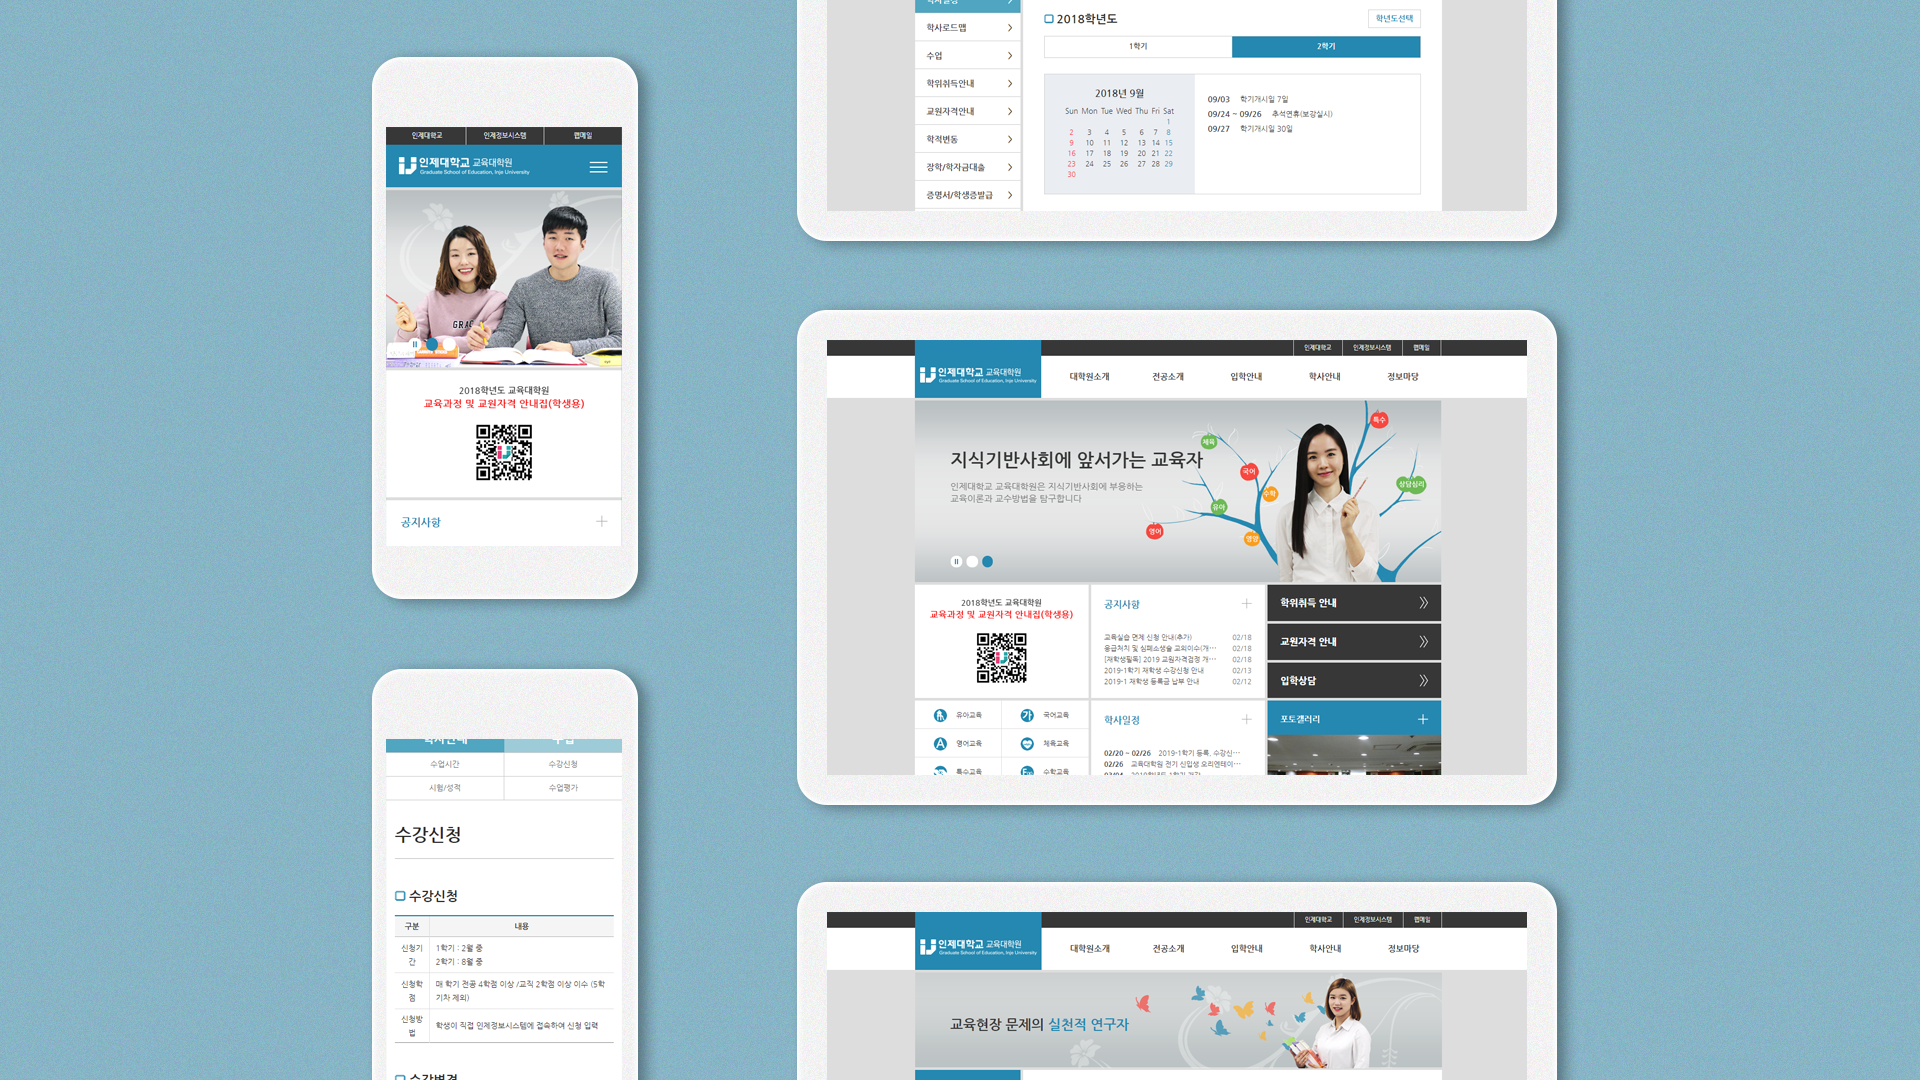 인제대학교
인제정보시스템
웹메일
인제대학교 교육대학원
Graduate School of Education, Inje University
GRAC
2018학년도 교육대학원
교육과정 및 교원자격 안내집(학생용)
공지사항
수업시간
수강신청
시험/성적
수업평가
수강신청
수강신청
구분 내용
신청기간
1학기 : 2월 중
2학기 : 8월 중
신청학점
매 학기 전공 4학점 이상 /교직 2학점 이상 이수 (5학
기차 제외)
신청방법
학생이 직접 인제정보시스템에 접속하여 신청 입력
수강변경
학사일정
학사로드맵
수업
학위취득안내
교원자격안내
학적변동
장학/학자금대출
증명서/학생증발급
2018학년도
학년도선택
1학기
2학기
2018년 9월
Sun Mon Tue Wed Thu Fri Sat
1
2 3 4 5 6 7 8
9 10 11 12 13 14 15
16 17 18 19 20 21 22
23 24 25 26 27 28 29
30
09/03 학기개시일 7일
09/24 ~ 09/26 추석연휴(보강실시)
09/27 학기개시일 30일
인제대학교
인제정보시스템
웹메일
인제대학교 교육대학원
Graduate School of Education, Inje University
대학원소개
전공소개
입학안내
학사안내
정보마당
지식기반사회에 앞서가는 교육자
인제대학교 교육대학원은 지식기반사회에 부응하는
교육이론과 교수방법을 탐구합니다
특수
체육
국어
수학
상담심리
유아
영어
영양
2018학년도 교육대학원
교육과정 및 교원자격 안내집(학생용)
공지사항
교육실습 면제 신청 안내(추가) 02/18
응급처치 및 심폐소생술 교외이수(개… 02/18
[재학생필독] 2019 교원자격검정 개… 02/18
2019-1학기 재학생 수강신청 안내 02/13
2019-1 재학생 등록금 납부 안내 02/12
학위취득 안내
교원자격 안내
입학상담
유아교육
가 국어교육
A 영어교육
체육교육
특수교육
수학교육
학사일정
02/20 ~ 02/26 2019-1학기 등록, 수강신…
02/26 교육대학원 전기 신입생 오리엔테이…
포토갤러리
인제대학교
인제정보시스템
웹메일
인제대학교 교육대학원
Graduate School of Education, Inje University
대학원소개
전공소개
입학안내
학사안내
정보마당
교육현장 문제의 실천적 연구자